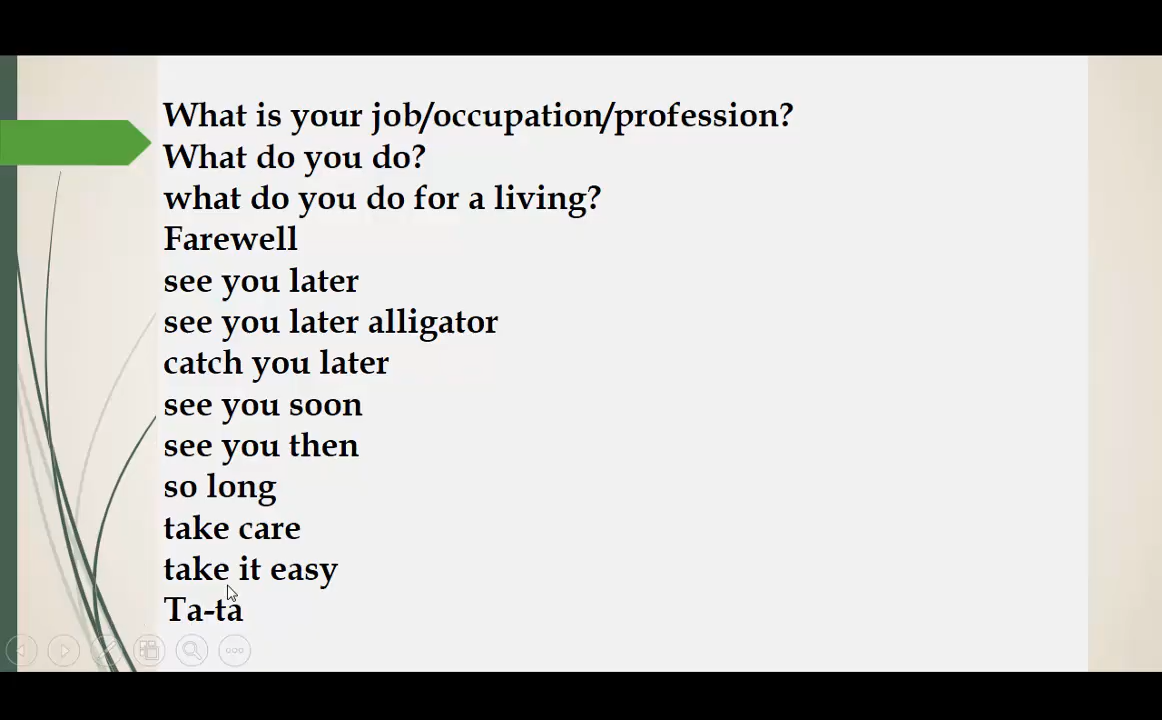 What is your job/occupation/profession?
What do you do?
what do you do for a living?
Farewell
see you later
see you later alligator
catch you later
see you soon
see you then
so long
take care
take it easy
Ta-ta